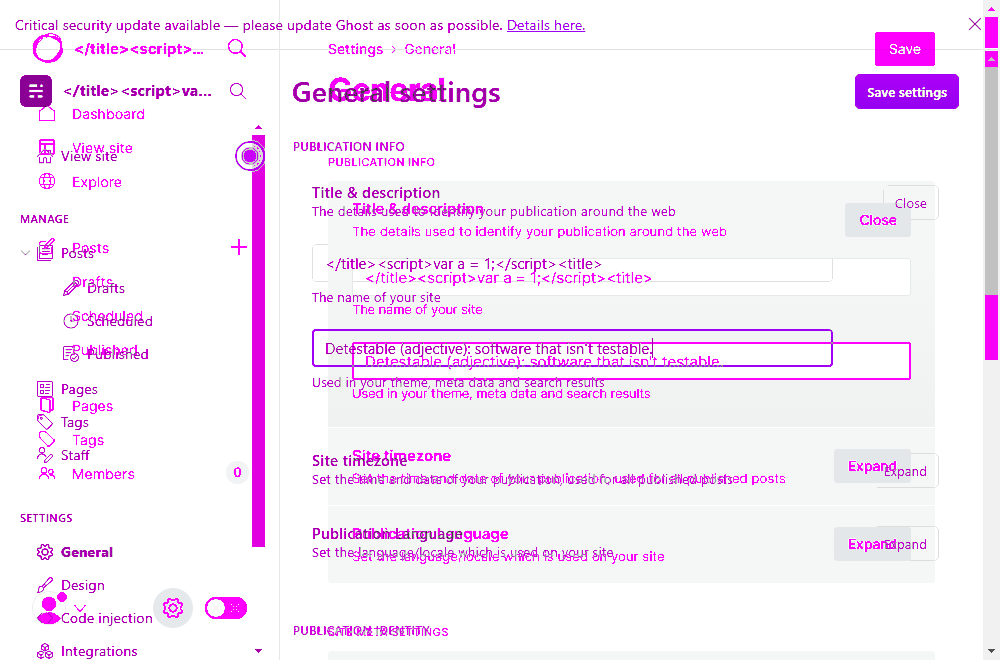 Critical security update available — please update Ghost as soon as possible. Details here.
</title><script>...
Settings › General
Save
</title><script>va...
General
General settings
Save settings
Dashboard
View site
View site
Explore
PUBLICATION INFO
PUBLICATION INFO
MANAGE
Title & description
Title & description
Close
Close
The details used to identify your publication around the web
The details used to identify your publication around the web
Posts
Posts
</title><script>var a = 1;</script><title>
</title><script>var a = 1;</script><title>
Drafts
Drafts
The name of your site
The name of your site
Scheduled
Scheduled
Published
Published
Detestable (adjective): software that isn't testable.
Detestable (adjective): software that isn't testable.
Used in your theme, meta data and search results
Used in your theme, meta data and search results
Pages
Pages
Tags
Tags
Staff
Members
0
Site timezone
Site timezone
Expand
Expand
Set the time and date of your publication, used for all published posts
Set the time and date of your publication, used for all published posts
SETTINGS
Publication Language
Publication Language
Expand
Expand
Set the language/locale which is used on your site
Set the language/locale which is used on your site
General
Design
Code injection
Integrations
PUBLICATION IDENTITY
SITE META SETTINGS